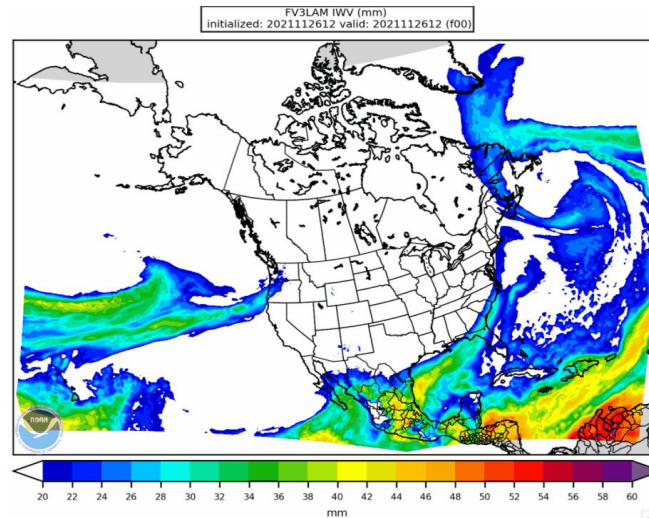 FV3LAM IWV (mm)
initialized: 2021112612 valid: 2021112612 (f00)
NOAA
20 22 24 26 28 30 32 34 36 38 40 42 44 46 48 50 52 54 56 58 60
mm